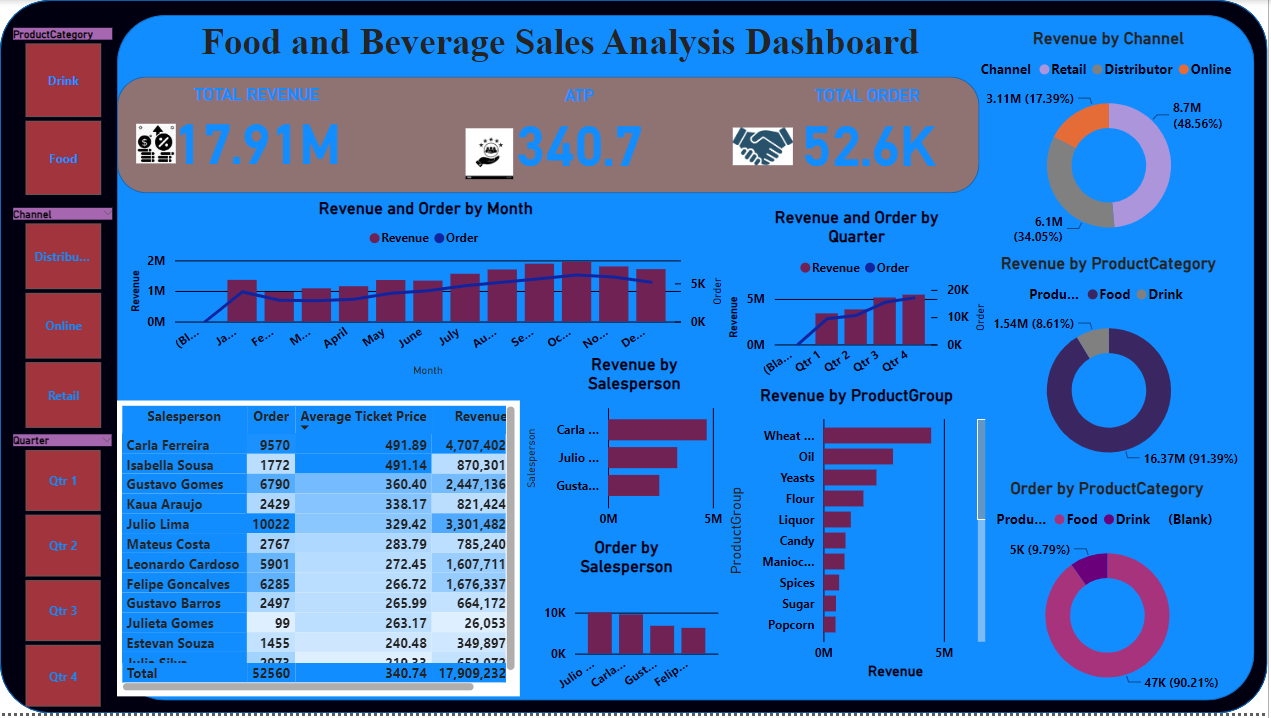 Food and Beverage Sales Analysis Dashboard
ProductCategory
Drink
Food
Channel
Distribu...
Online
Retail
Quarter
Qtr 1
Qtr 2
Qtr 3
Qtr 4
TOTAL REVENUE
17.91M
ATP
340.7
TOTAL ORDER
52.6K
Revenue and Order by Month
Revenue Order
Revenue
2M
1M
0M
5K
0K
Order
(Bl...
Ja...
Fe...
M...
April
May
June
July
Au...
Se...
Oc...
No...
De...
Month
Revenue and Order by
Quarter
Revenue Order
Revenue
5M
0M
20K
10K
0K
Order
(Bla...
Qtr 1
Qtr 2
Qtr 3
Qtr 4
Salesperson Order Average Ticket Price Revenue
Carla Ferreira 9570 491.89 4,707,402
Isabella Sousa 1772 491.14 870,301
Gustavo Gomes 6790 360.40 2,447,136
Kaua Araujo 2429 338.17 821,424
Julio Lima 10022 329.42 3,301,482
Mateus Costa 2767 283.79 785,240
Leonardo Cardoso 5901 272.45 1,607,711
Felipe Goncalves 6285 266.72 1,676,337
Gustavo Barros 2497 265.99 664,172
Julieta Gomes 99 263.17 26,053
Estevan Souza 1455 240.48 349,897
Julia Silva 2973 219.33 652,072
Total 52560 340.74 17,909,232
Revenue by
Salesperson
Salesperson
Carla ...
Julio ...
Gusta...
0M
5M
Order by
Salesperson
10K
0K
Julio ...
Carla...
Gust...
Felip...
Revenue by ProductGroup
ProductGroup
Wheat ...
Oil
Yeasts
Flour
Liquor
Candy
Manioc...
Spices
Sugar
Popcorn
0M
5M
Revenue
Revenue by Channel
Channel Retail Distributor Online
3.11M (17.39%)
8.7M
(48.56%)
6.1M
(34.05%)
Revenue by ProductCategory
Produ... Food Drink
1.54M (8.61%)
16.37M (91.39%)
Order by ProductCategory
Produ... Food Drink (Blank)
5K (9.79%)
47K (90.21%)